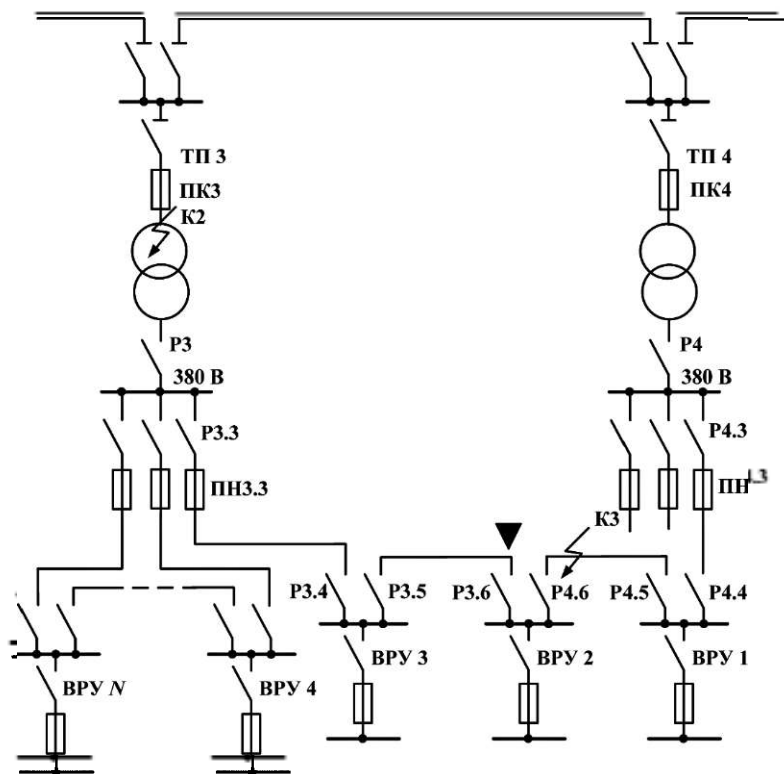 ТП 3
ТП 4
ПК3
ПК4
К2
Р3
Р4
380 В
380 В
Р3.3
Р4.3
ПН3.3
ПН4.3
К3
Р3.4
Р3.5
Р3.6
Р4.6
Р4.5
Р4.4
ВРУ 3
ВРУ 2
ВРУ 1
ВРУ N
ВРУ 4